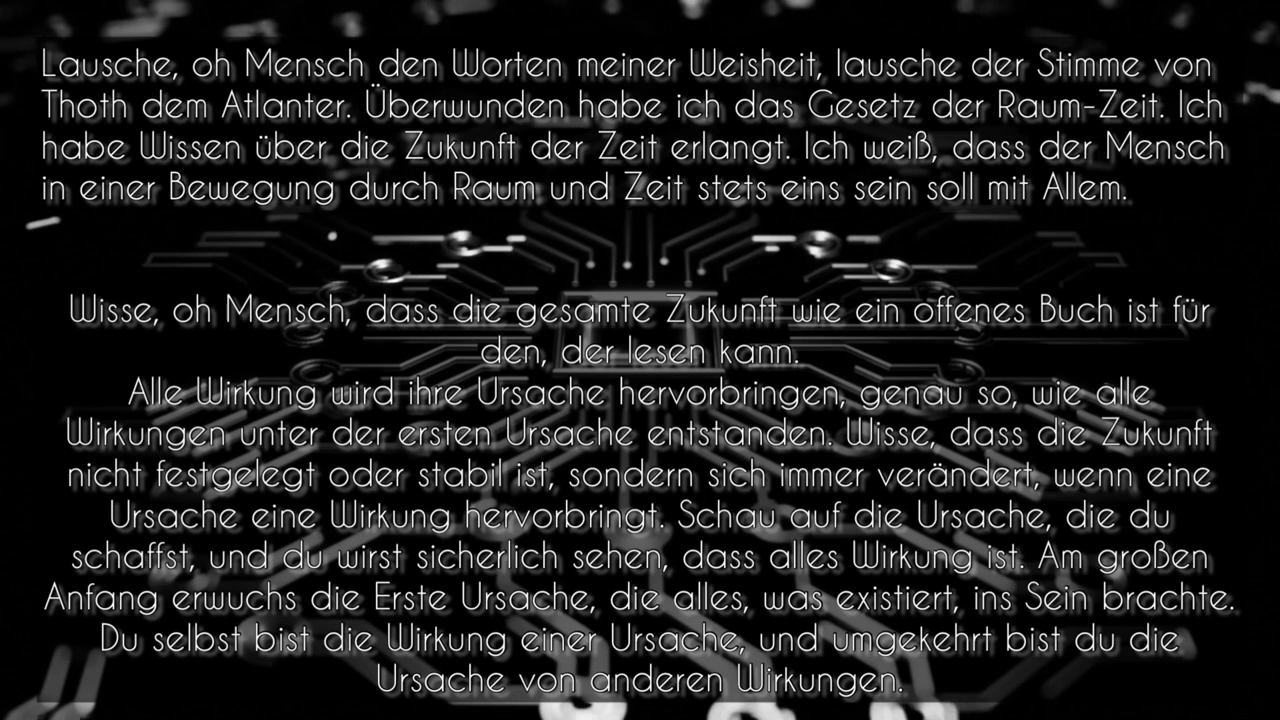 Lausche, oh Mensch den Worten meiner Weisheit, lausche der Stimme von
Thoth dem Atlanter. Überwunden habe ich das Gesetz der Raum-Zeit. Ich
habe Wissen über die Zukunft der Zeit erlangt. Ich weiß, dass der Mensch
in einer Bewegung durch Raum und Zeit stets eins sein soll mit Allem.
Wisse, oh Mensch, dass die gesamte Zukunft wie ein offenes Buch ist für
den, der lesen kann.
Alle Wirkung wird ihre Ursache hervorbringen, genau so, wie alle
Wirkungen unter der ersten Ursache entstanden. Wisse, dass die Zukunft
nicht festgelegt oder stabil ist, sondern sich immer verändert, wenn eine
Ursache eine Wirkung hervorbringt. Schau auf die Ursache, die du
schaffst, und du wirst sicherlich sehen, dass alles Wirkung ist. Am großen
Anfang erwuchs die Erste Ursache, die alles, was existiert, ins Sein brachte.
Du selbst bist die Wirkung einer Ursache, und umgekehrt bist du die
Ursache von anderen Wirkungen.